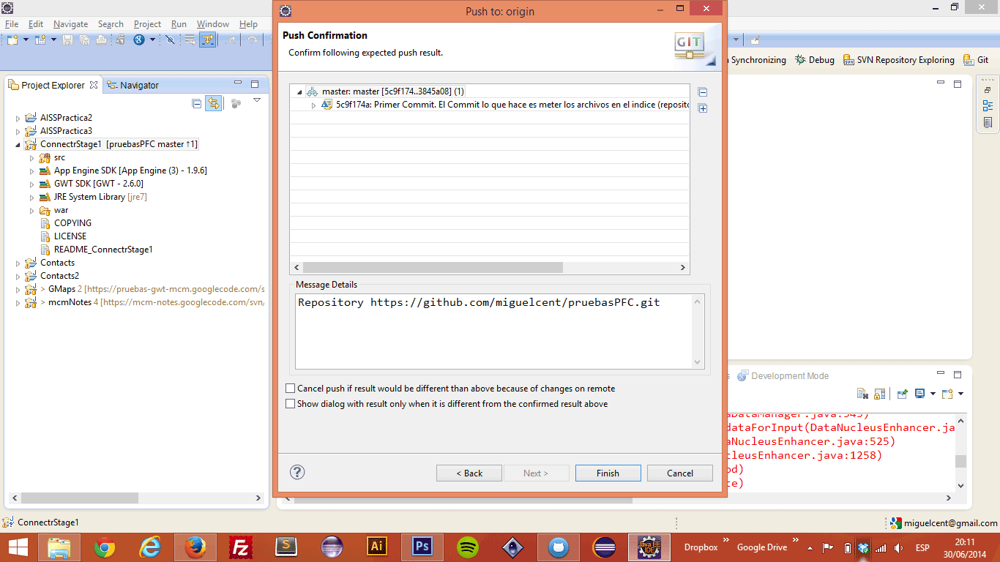 Push to: origin
File Edit Navigate Search Project Run Window Help
Push Confirmation
Confirm following expected push result.
GIT
Synchronizing Debug SVN Repository Exploring Git
Project Explorer Navigator
AISSPractica2
AISSPractica3
ConnectrStage1 [pruebasPFC master ↑1]
src
App Engine SDK [App Engine (3) - 1.9.6]
GWT SDK [GWT - 2.6.0]
JRE System Library [jre7]
war
COPYING
LICENSE
README_ConnectrStage1
Contacts
Contacts2
> GMaps 2 [https://pruebas-gwt-mcm.googlecode.com/s
> mcmNotes 4 [https://mcm-notes.googlecode.com/svn/
master: master [5c9f174..3845a08] (1)
5c9f174a: Primer Commit. El Commit lo que hace es meter los archivos en el indice (reposito
Message Details
Repository https://github.com/miguelcent/pruebasPFC.git
Cancel push if result would be different than above because of changes on remote
Show dialog with result only when it is different from the confirmed result above
< Back Next > Finish Cancel
Development Mode
dataForInput(DataNucleusEnhancer.ja
aNucleusEnhancer.java:525)
cleusEnhancer.java:1258)
od)
ce)
ConnectrStage1
miguelcent@gmail.com
Fz S Ai Ps Java EE IDE
Dropbox Google Drive ESP 20:11
30/06/2014